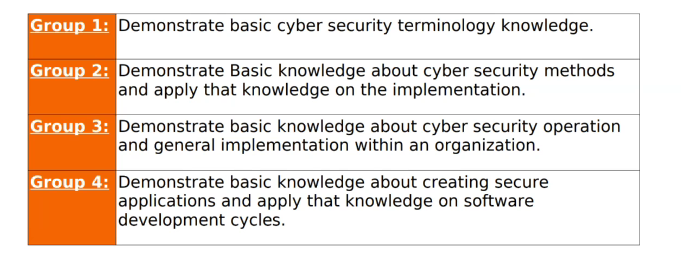 Group 1: Demonstrate basic cyber security terminology knowledge.
Group 2: Demonstrate Basic knowledge about cyber security methods
and apply that knowledge on the implementation.
Group 3: Demonstrate basic knowledge about cyber security operation
and general implementation within an organization.
Group 4: Demonstrate basic knowledge about creating secure
applications and apply that knowledge on software
development cycles.